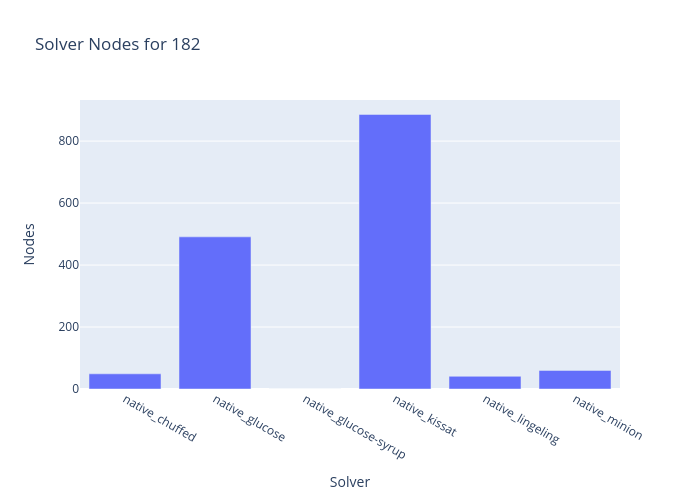 Solver Nodes for 182
Nodes
800
600
400
200
0
native_chuffed
native_glucose
native_glucose-syrup
native_kissat
native_lingeling
native_minion
Solver